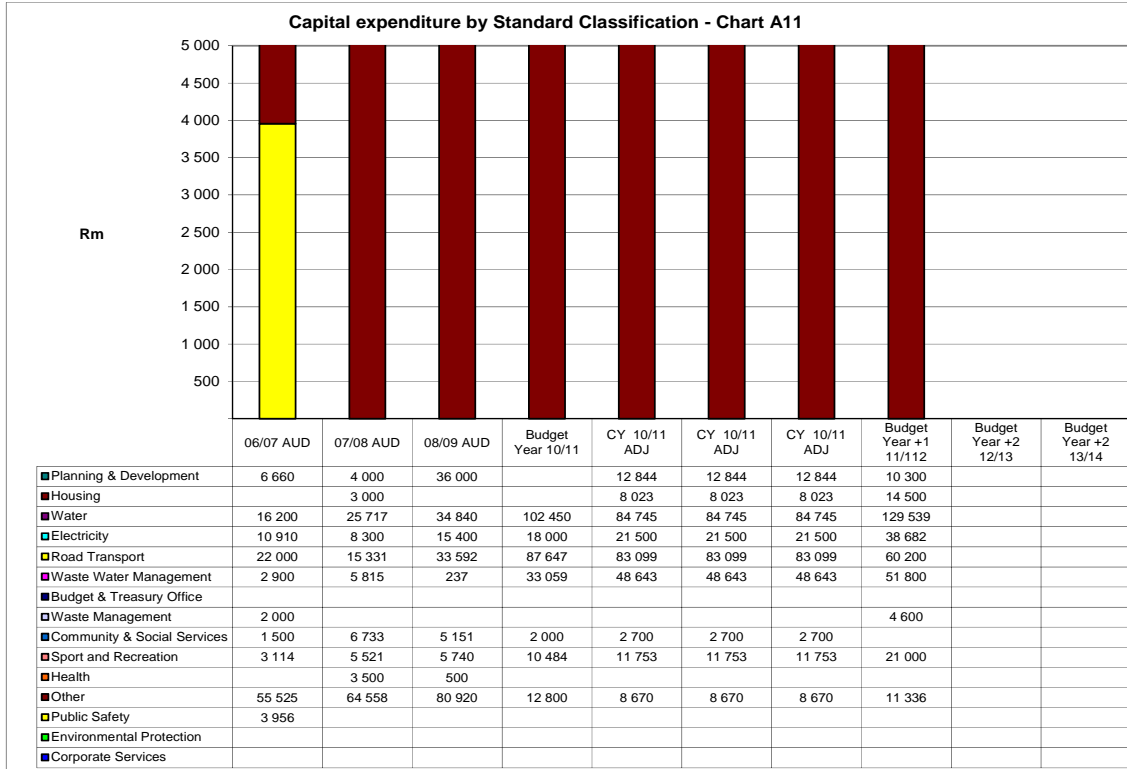 Capital expenditure by Standard Classification - Chart A11
5 000
4 500
4 000
3 500
3 000
2 500
2 000
1 500
1 000
500
Rm
06/07 AUD 07/08 AUD 08/09 AUD Budget Year 10/11 CY 10/11 ADJ CY 10/11 ADJ CY 10/11 ADJ Budget Year +1 11/112 Budget Year +2 12/13 Budget Year +2 13/14
Planning & Development 6 660 4 000 36 000 12 844 12 844 12 844 10 300
Housing 3 000 8 023 8 023 8 023 14 500
Water 16 200 25 717 34 840 102 450 84 745 84 745 84 745 129 539
Electricity 10 910 8 300 15 400 18 000 21 500 21 500 21 500 38 682
Road Transport 22 000 15 331 33 592 87 647 83 099 83 099 83 099 60 200
Waste Water Management 2 900 5 815 237 33 059 48 643 48 643 48 643 51 800
Budget & Treasury Office
Waste Management 2 000 4 600
Community & Social Services 1 500 6 733 5 151 2 000 2 700 2 700 2 700
Sport and Recreation 3 114 5 521 5 740 10 484 11 753 11 753 11 753 21 000
Health 3 500 500
Other 55 525 64 558 80 920 12 800 8 670 8 670 8 670 11 336
Public Safety 3 956
Environmental Protection
Corporate Services